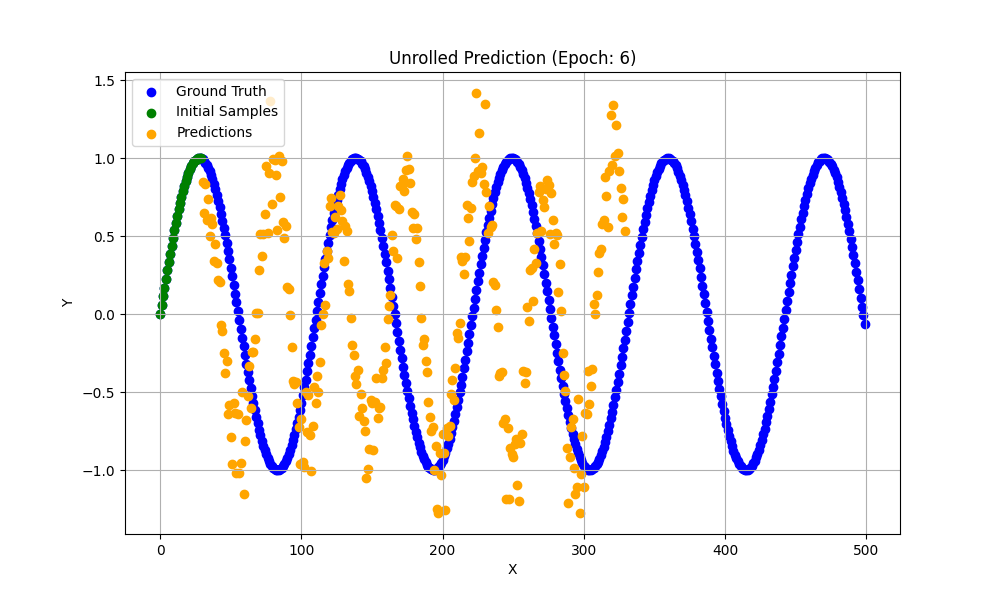 Unrolled Prediction (Epoch: 6)
Ground Truth
Initial Samples
Predictions
1.5
1.0
0.5
0.0
−0.5
−1.0
Y
0 100 200 300 400 500
X